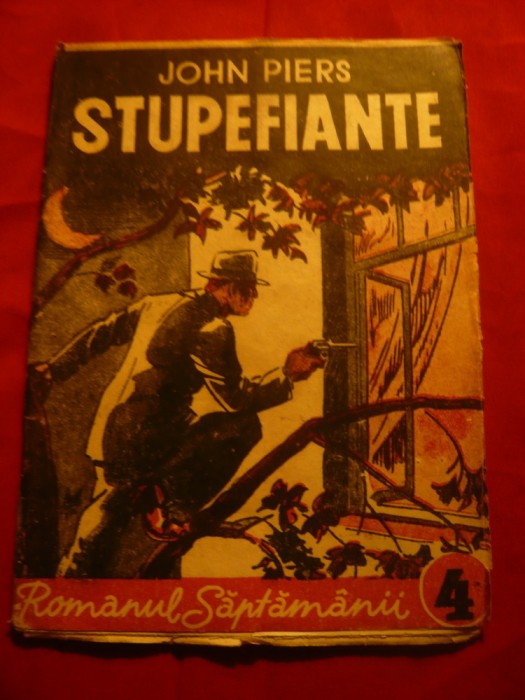 JOHN PIERS
STUPEFIANTE
Romanul Săptămânii
4